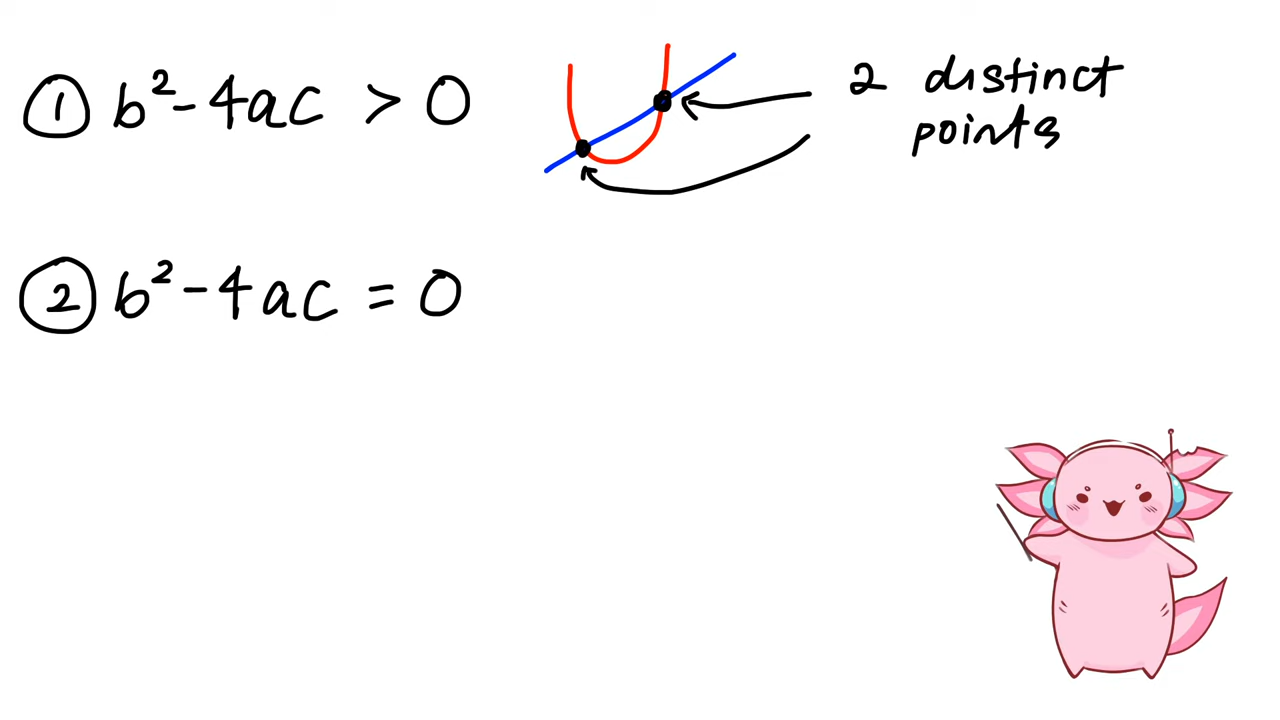 ① b²-4ac > 0
2 distinct
points
② b²-4ac = 0